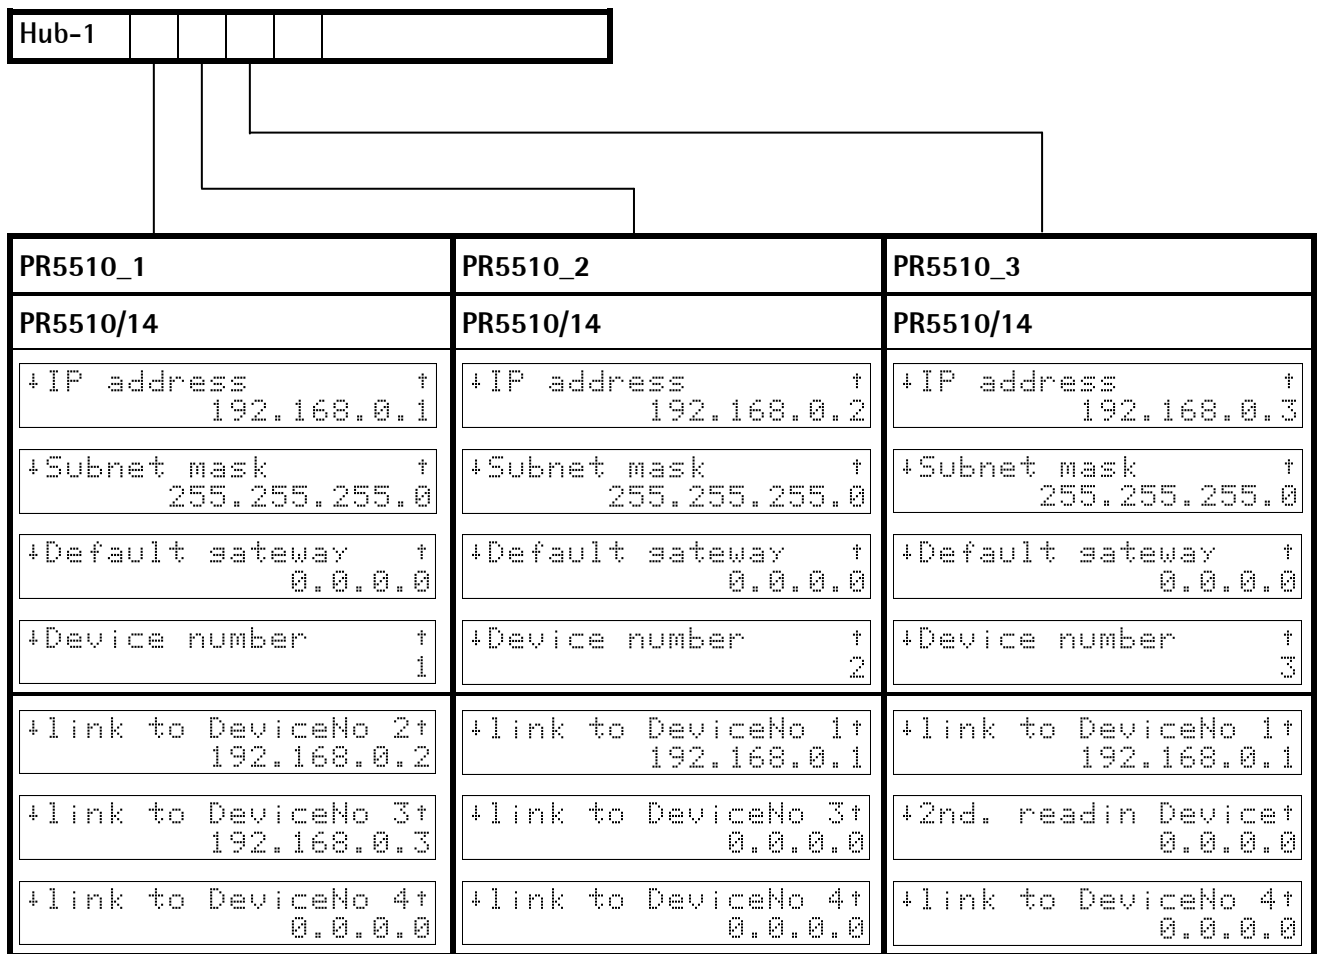 Hub-1
PR5510_1
PR5510/14
↓IP address ↑
192.168.0.1
↓Subnet mask ↑
255.255.255.0
↓Default gateway ↑
0.0.0.0
↓Device number ↑
1
↓link to DeviceNo 2↑
192.168.0.2
↓link to DeviceNo 3↑
192.168.0.3
↓link to DeviceNo 4↑
0.0.0.0
PR5510_2
PR5510/14
↓IP address ↑
192.168.0.2
↓Subnet mask ↑
255.255.255.0
↓Default gateway ↑
0.0.0.0
↓Device number ↑
2
↓link to DeviceNo 1↑
192.168.0.1
↓link to DeviceNo 3↑
0.0.0.0
↓link to DeviceNo 4↑
0.0.0.0
PR5510_3
PR5510/14
↓IP address ↑
192.168.0.3
↓Subnet mask ↑
255.255.255.0
↓Default gateway ↑
0.0.0.0
↓Device number ↑
3
↓link to DeviceNo 1↑
192.168.0.1
↓2nd. readin Device↑
0.0.0.0
↓link to DeviceNo 4↑
0.0.0.0